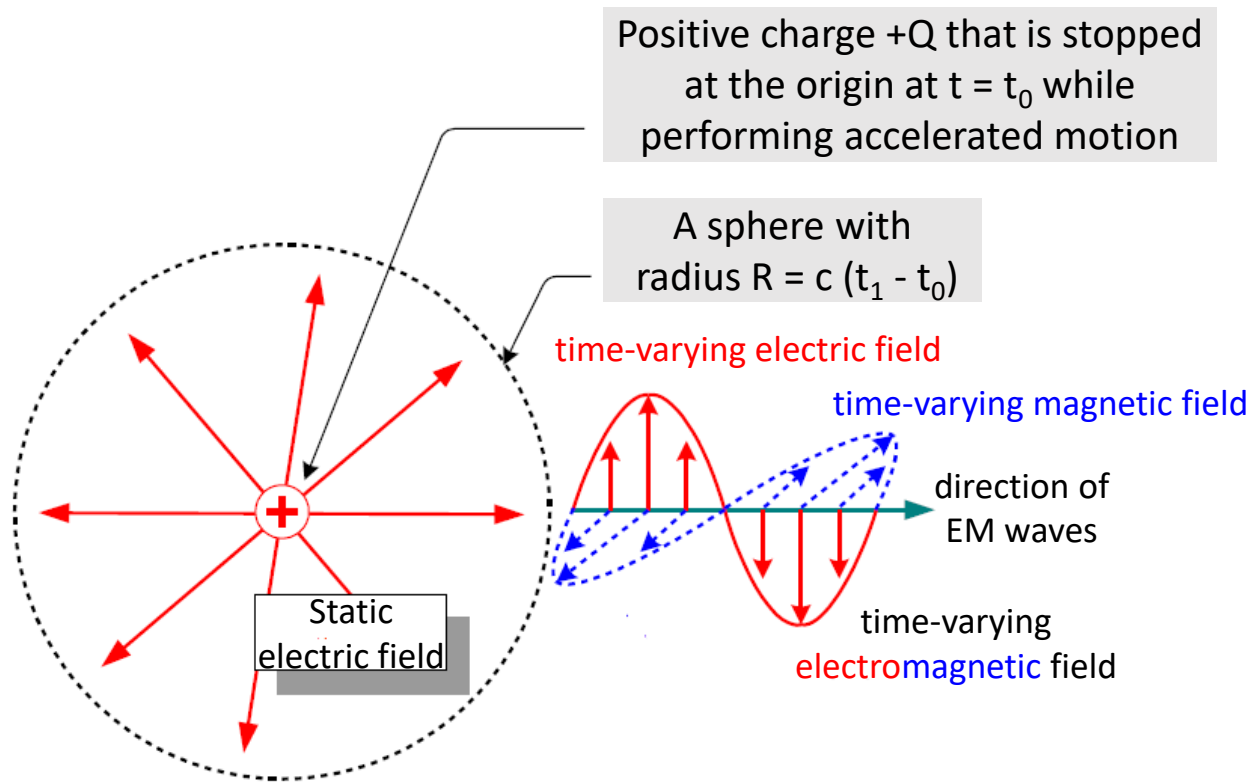 Positive charge +Q that is stopped
at the origin at t = t₀ while
performing accelerated motion
A sphere with
radius R = c (t₁ - t₀)
time-varying electric field
time-varying magnetic field
+
direction of
EM waves
Static
electric field
time-varying
electromagnetic field